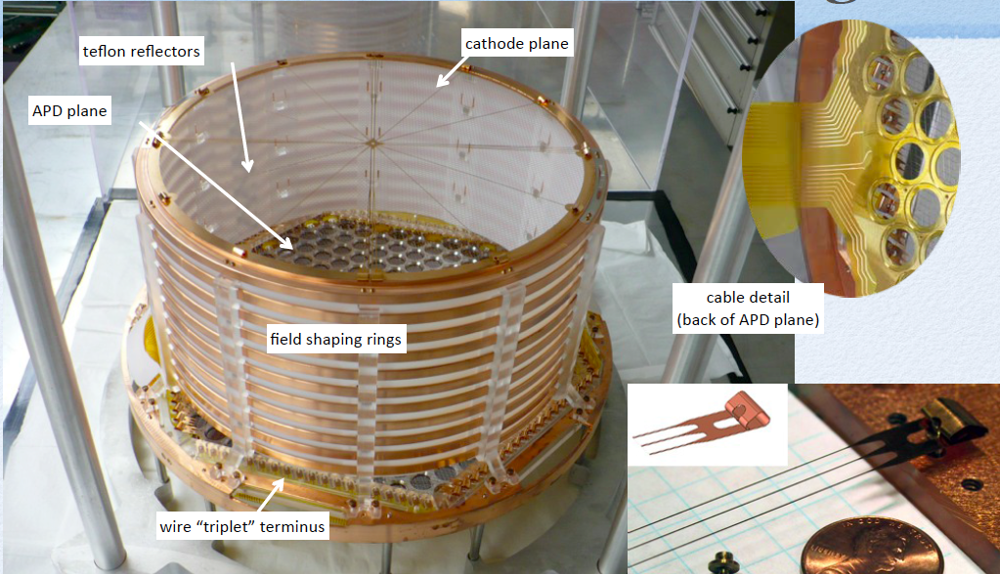 teflon reflectors
cathode plane
APD plane
cable detail
(back of APD plane)
field shaping rings
wire “triplet” terminus